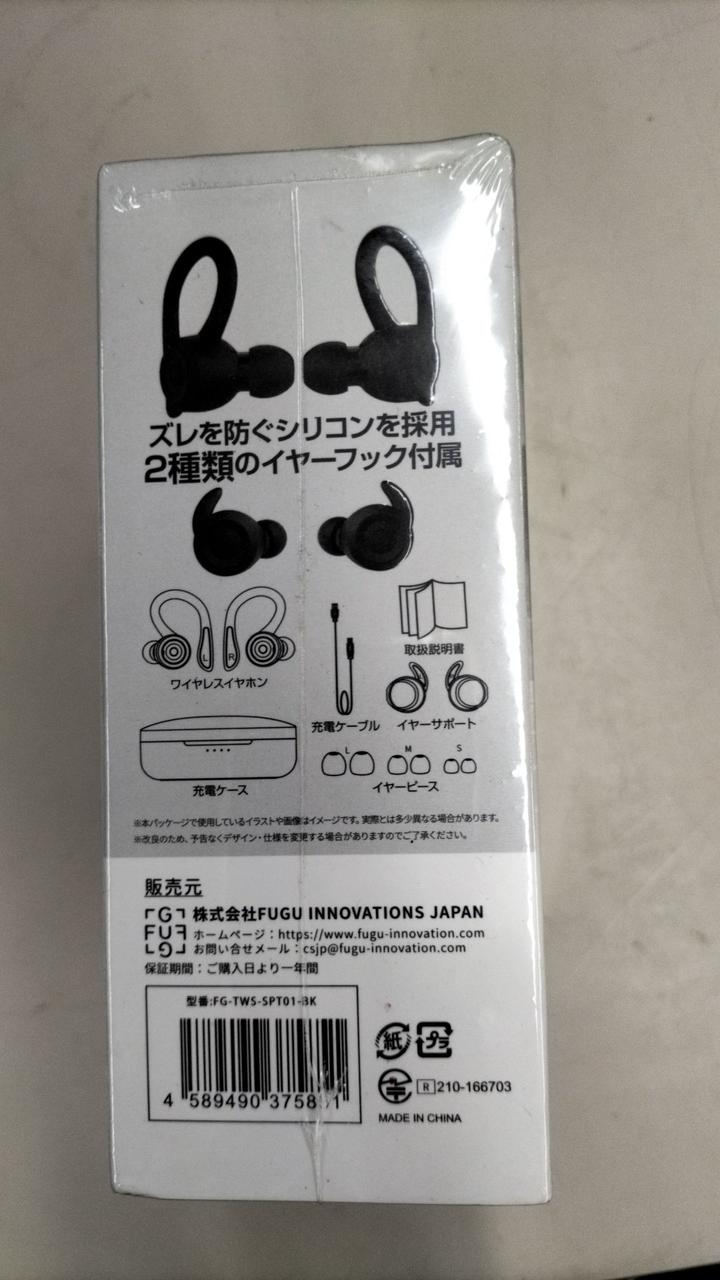 ズレを防ぐシリコンを採用
2種類のイヤーフック付属
L R
ワイヤレスイヤホン
充電ケーブル
取扱説明書
イヤーサポート
充電ケース
L M S
イヤーピース
※本パッケージで使用しているイラストや画像はイメージです。実際とは多少異なる場合があります。
※改良のため、予告なくデザイン・仕様を変更する場合がありますのでご了承ください。
販売元
株式会社FUGU INNOVATIONS JAPAN
ホームページ：https://www.fugu-innovation.com
お問い合せメール：csjp@fugu-innovation.com
保証期間：ご購入日より一年間
型番:FG-TWS-SPT01-BK
4 589490 3758 1
紙 プラ
R 210-166703
MADE IN CHINA